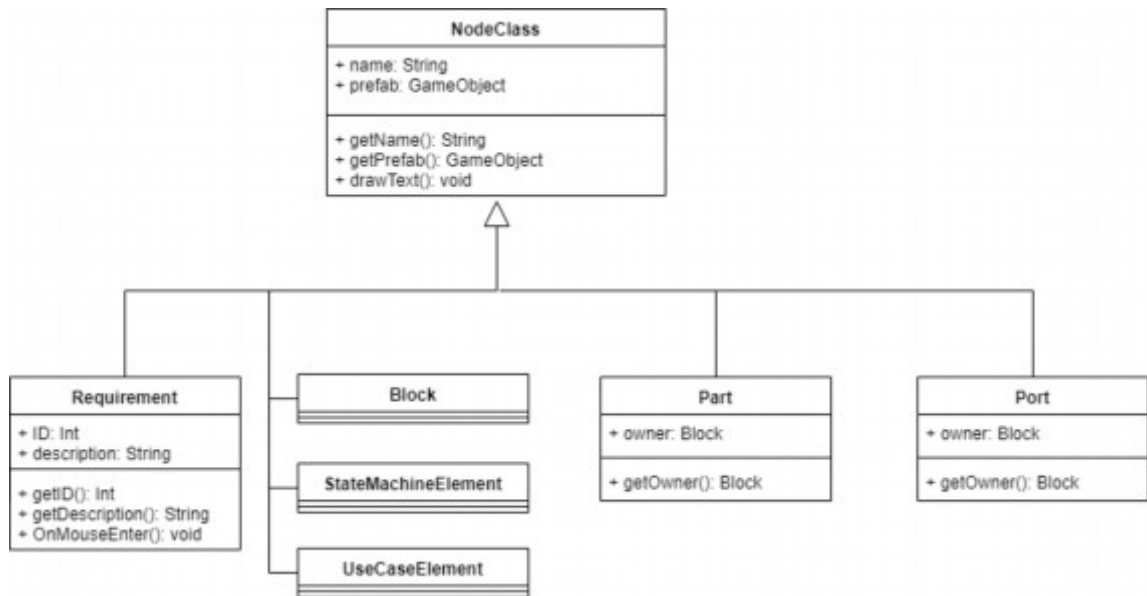 NodeClass
+ name: String
+ prefab: GameObject
+ getName(): String
+ getPrefab(): GameObject
+ drawText(): void
Requirement
+ ID: Int
+ description: String
+ getID(): Int
+ getDescription(): String
+ OnMouseEnter(): void
Block
StateMachineElement
UseCaseElement
Part
+ owner: Block
+ getOwner(): Block
Port
+ owner: Block
+ getOwner(): Block